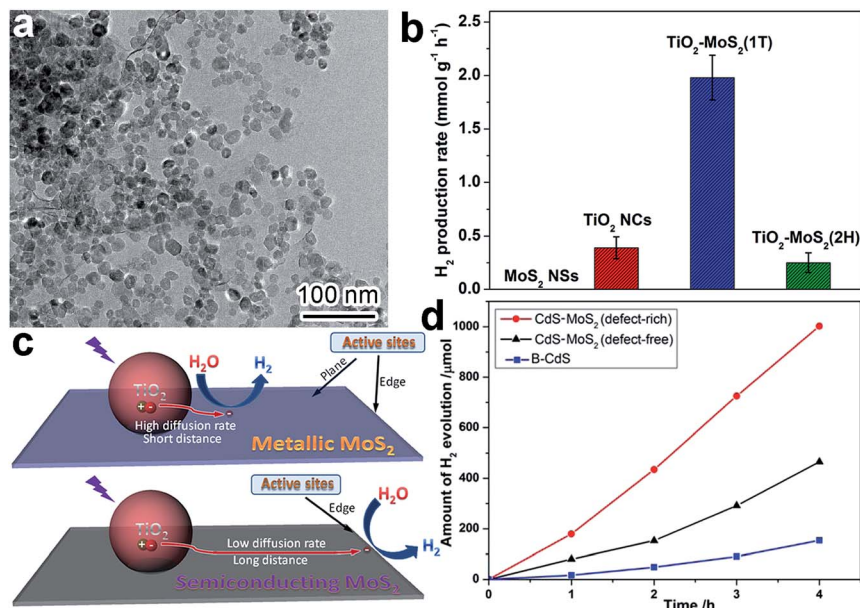 a
100 nm
b
H₂ production rate (mmol g⁻¹ h⁻¹)
2.5
2.0
1.5
1.0
0.5
0.0
MoS₂ NSs
TiO₂ NCs
TiO₂-MoS₂(1T)
TiO₂-MoS₂(2H)
c
Active sites
H₂O
H₂
Plane
Edge
TiO₂
+ -
-
High diffusion rate
Short distance
Metallic MoS₂
Active sites
H₂O
Edge
TiO₂
+ -
-
Low diffusion rate
Long distance
H₂
Semiconducting MoS₂
d
Amount of H₂ evolution /μmol
1000
800
600
400
200
0
CdS-MoS₂ (defect-rich)
CdS-MoS₂ (defect-free)
B-CdS
0
1
2
3
4
Time /h